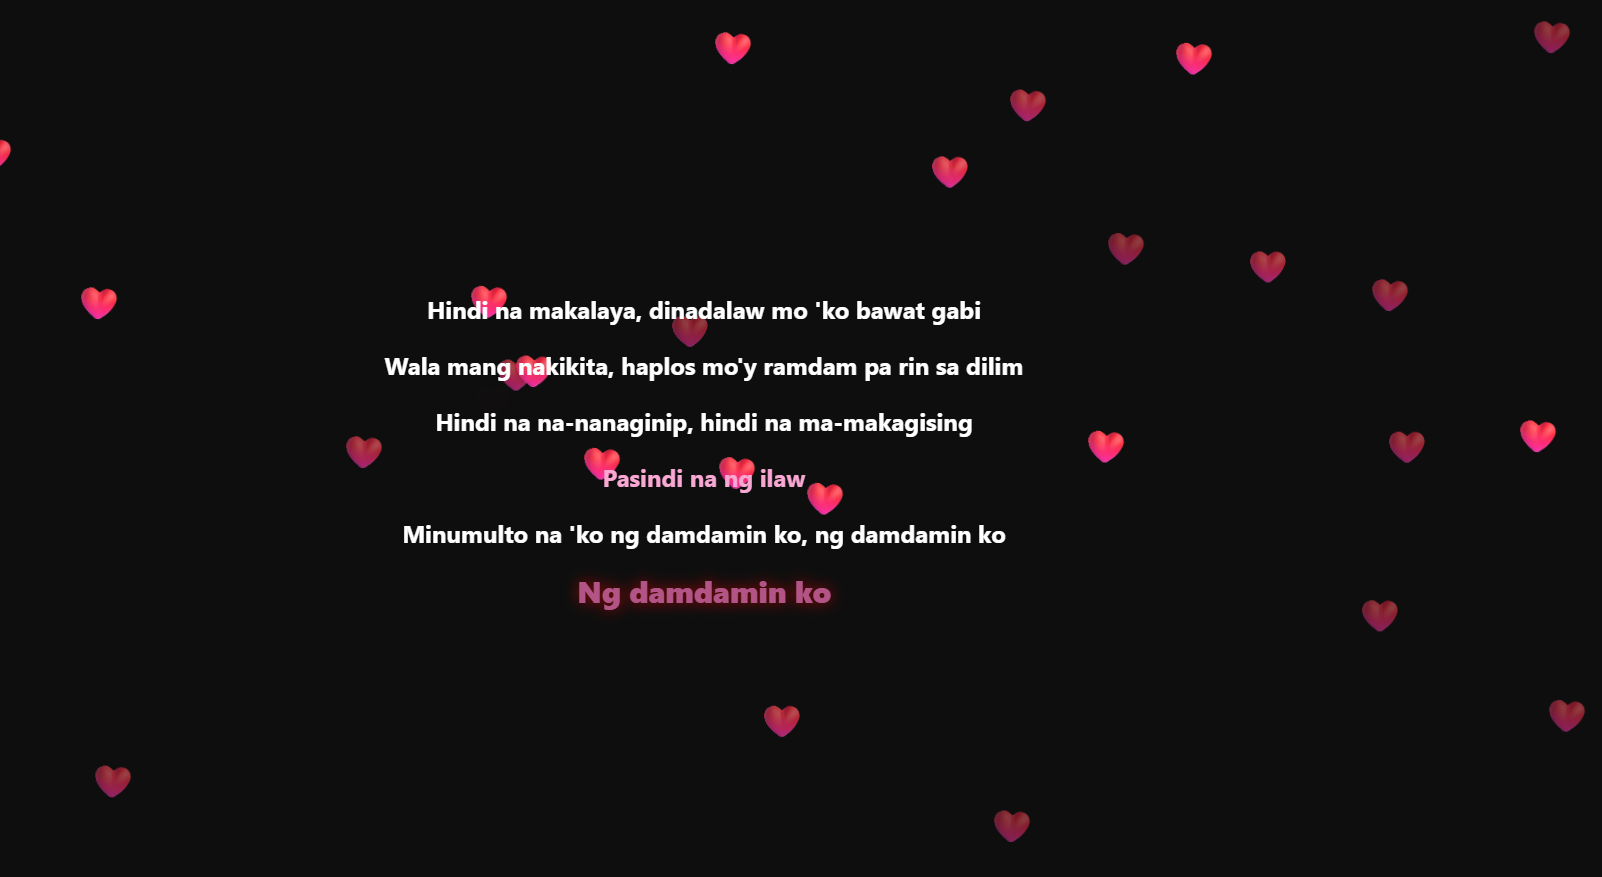 Hindi na makalaya, dinadalaw mo 'ko bawat gabi
Wala mang nakikita, haplos mo'y ramdam pa rin sa dilim
Hindi na na-nanaginip, hindi na ma-makagising
Pasindi na ng ilaw
Minumulto na 'ko ng damdamin ko, ng damdamin ko
Ng damdamin ko